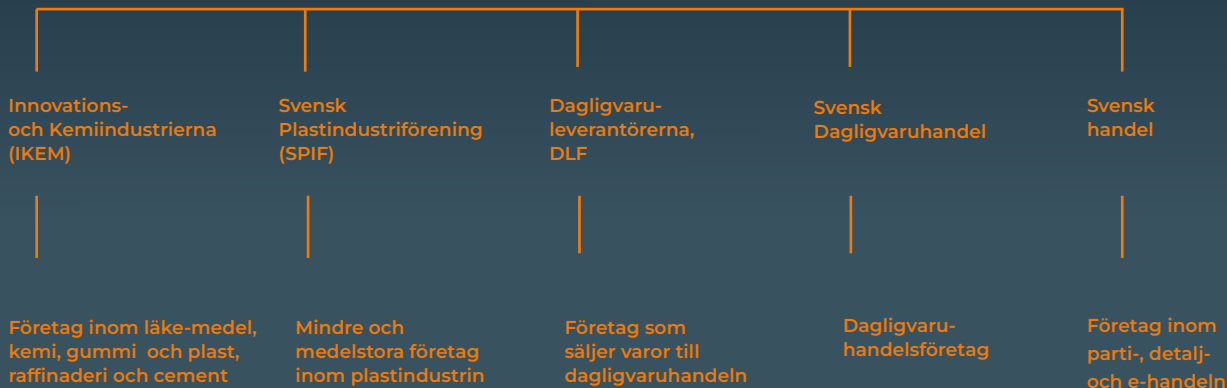 Innovations-
och Kemiindustrierna
(IKEM)
Svensk
Plastindustriförening
(SPIF)
Dagligvaru-
leverantörerna,
DLF
Svensk
Dagligvaruhandel
Svensk
handel
Företag inom läke-medel,
kemi, gummi  och plast,
raffinaderi och cement
Mindre och
medelstora företag
inom plastindustrin
Företag som
säljer varor till
dagligvaruhandeln
Dagligvaru-
handelsföretag
Företag inom
parti-, detalj-
och e-handeln